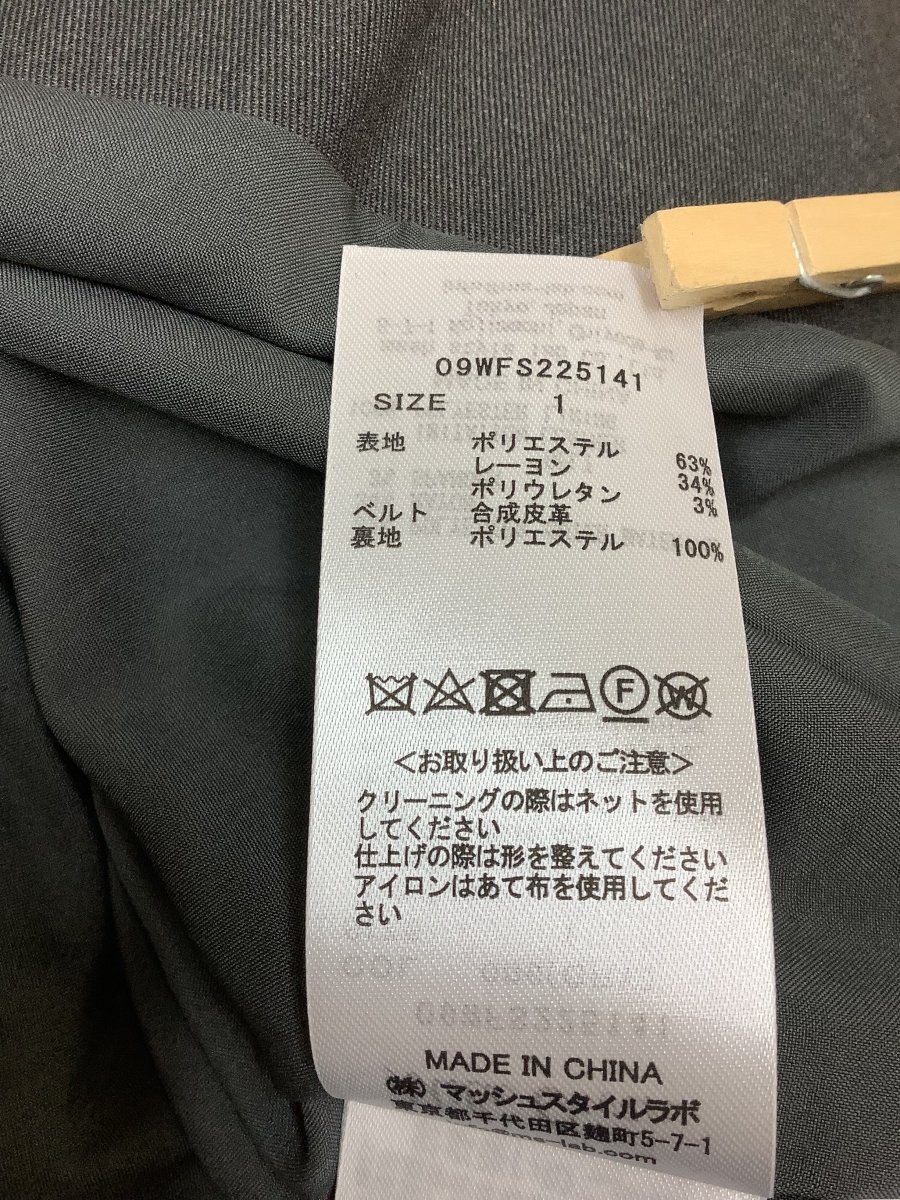 09WFS225141
SIZE 1
表地 ポリエステル 63%
レーヨン 34%
ポリウレタン 3%
ベルト 合成皮革
裏地 ポリエステル 100%
F
W
<お取り扱い上のご注意>
クリーニングの際はネットを使用
してください
仕上げの際は形を整えてください
アイロンはあて布を使用してくだ
さい
MADE IN CHINA
(株)マッシュスタイルラボ
東京都千代田区麹町5-7-1